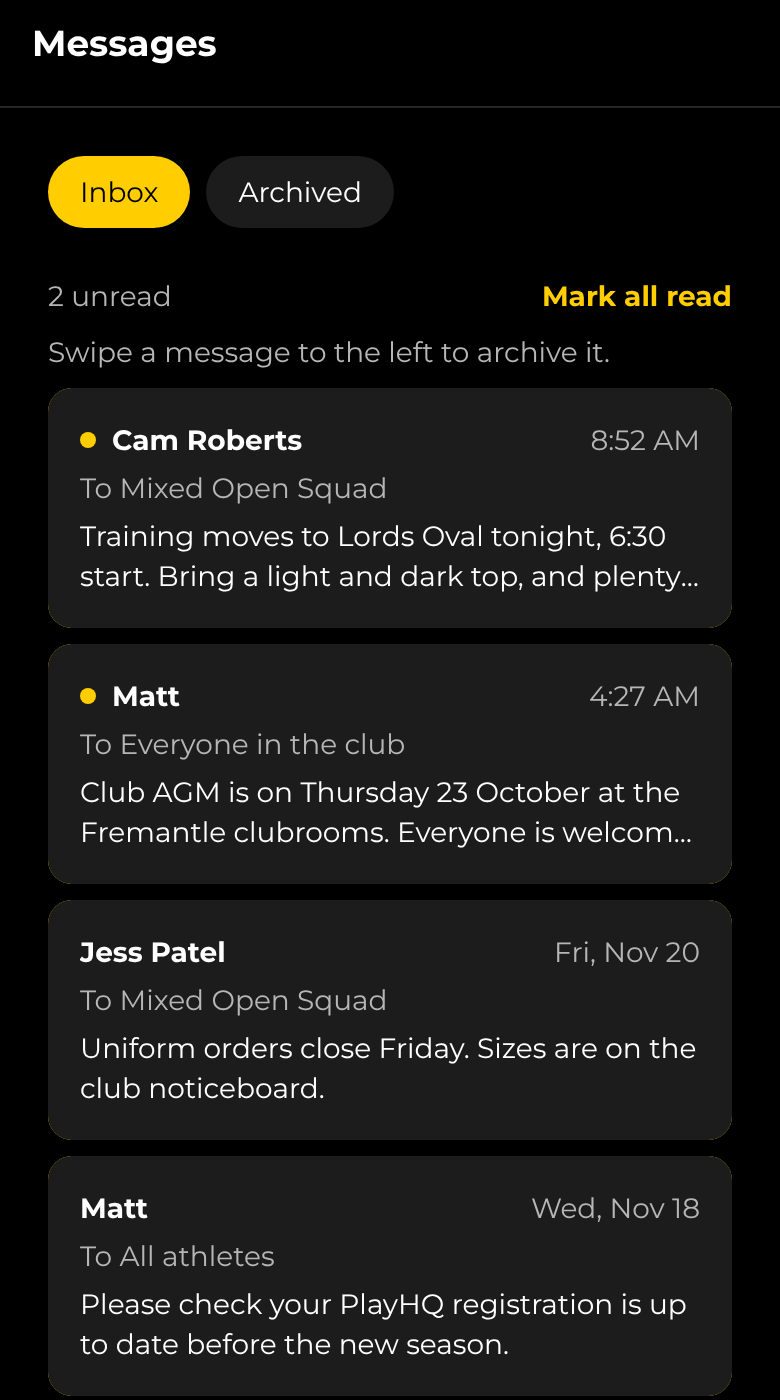 Messages
Inbox
Archived
2 unread
Mark all read
Swipe a message to the left to archive it.
Cam Roberts
8:52 AM
To Mixed Open Squad
Training moves to Lords Oval tonight, 6:30
start. Bring a light and dark top, and plenty...
Matt
4:27 AM
To Everyone in the club
Club AGM is on Thursday 23 October at the
Fremantle clubrooms. Everyone is welcom...
Jess Patel
Fri, Nov 20
To Mixed Open Squad
Uniform orders close Friday. Sizes are on the
club noticeboard.
Matt
Wed, Nov 18
To All athletes
Please check your PlayHQ registration is up
to date before the new season.